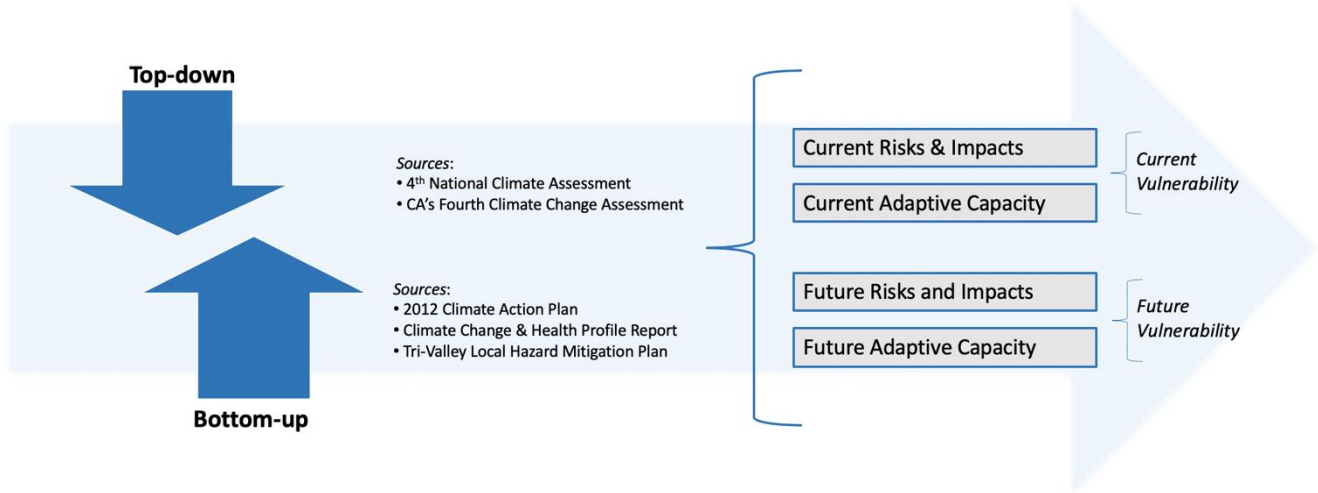 Top-down
Sources:
• 4th National Climate Assessment
• CA’s Fourth Climate Change Assessment
Sources:
• 2012 Climate Action Plan
• Climate Change & Health Profile Report
• Tri-Valley Local Hazard Mitigation Plan
Bottom-up
Current Risks & Impacts
Current Adaptive Capacity
Current
Vulnerability
Future Risks and Impacts
Future Adaptive Capacity
Future
Vulnerability